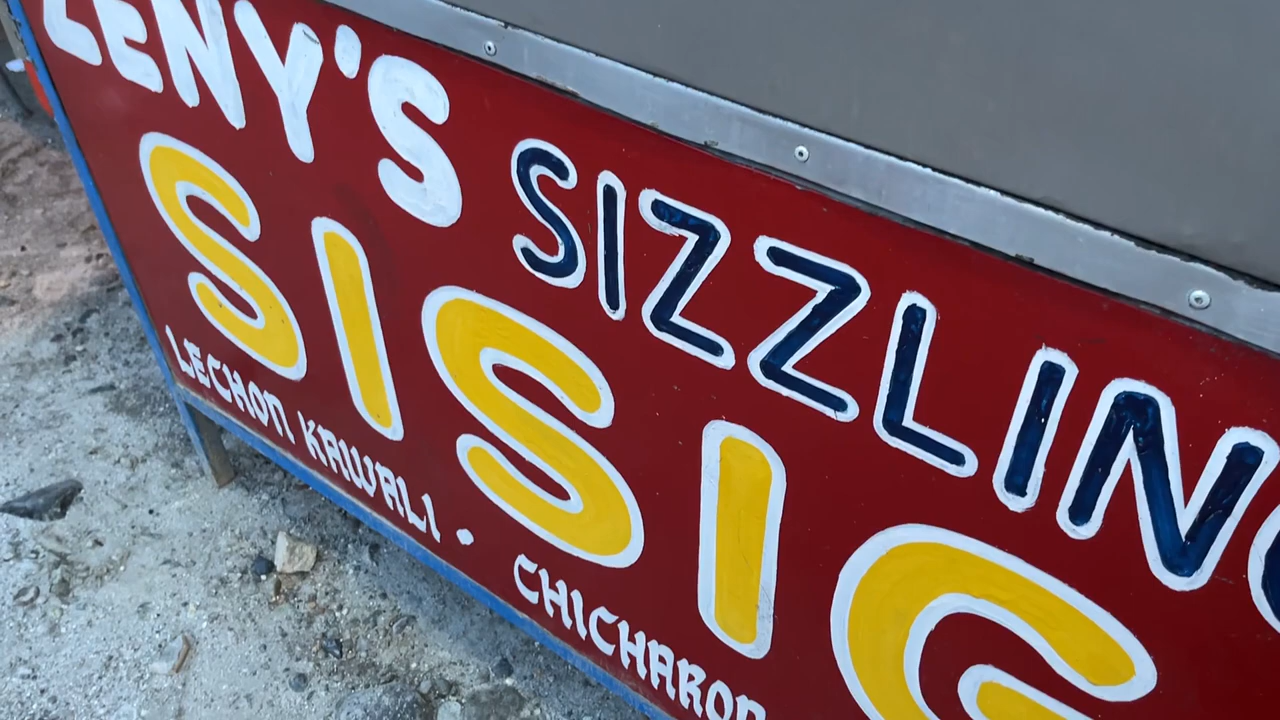 ZENY'S
SIZZLING
SISIG
LECHON KAWALI • CHICHARON